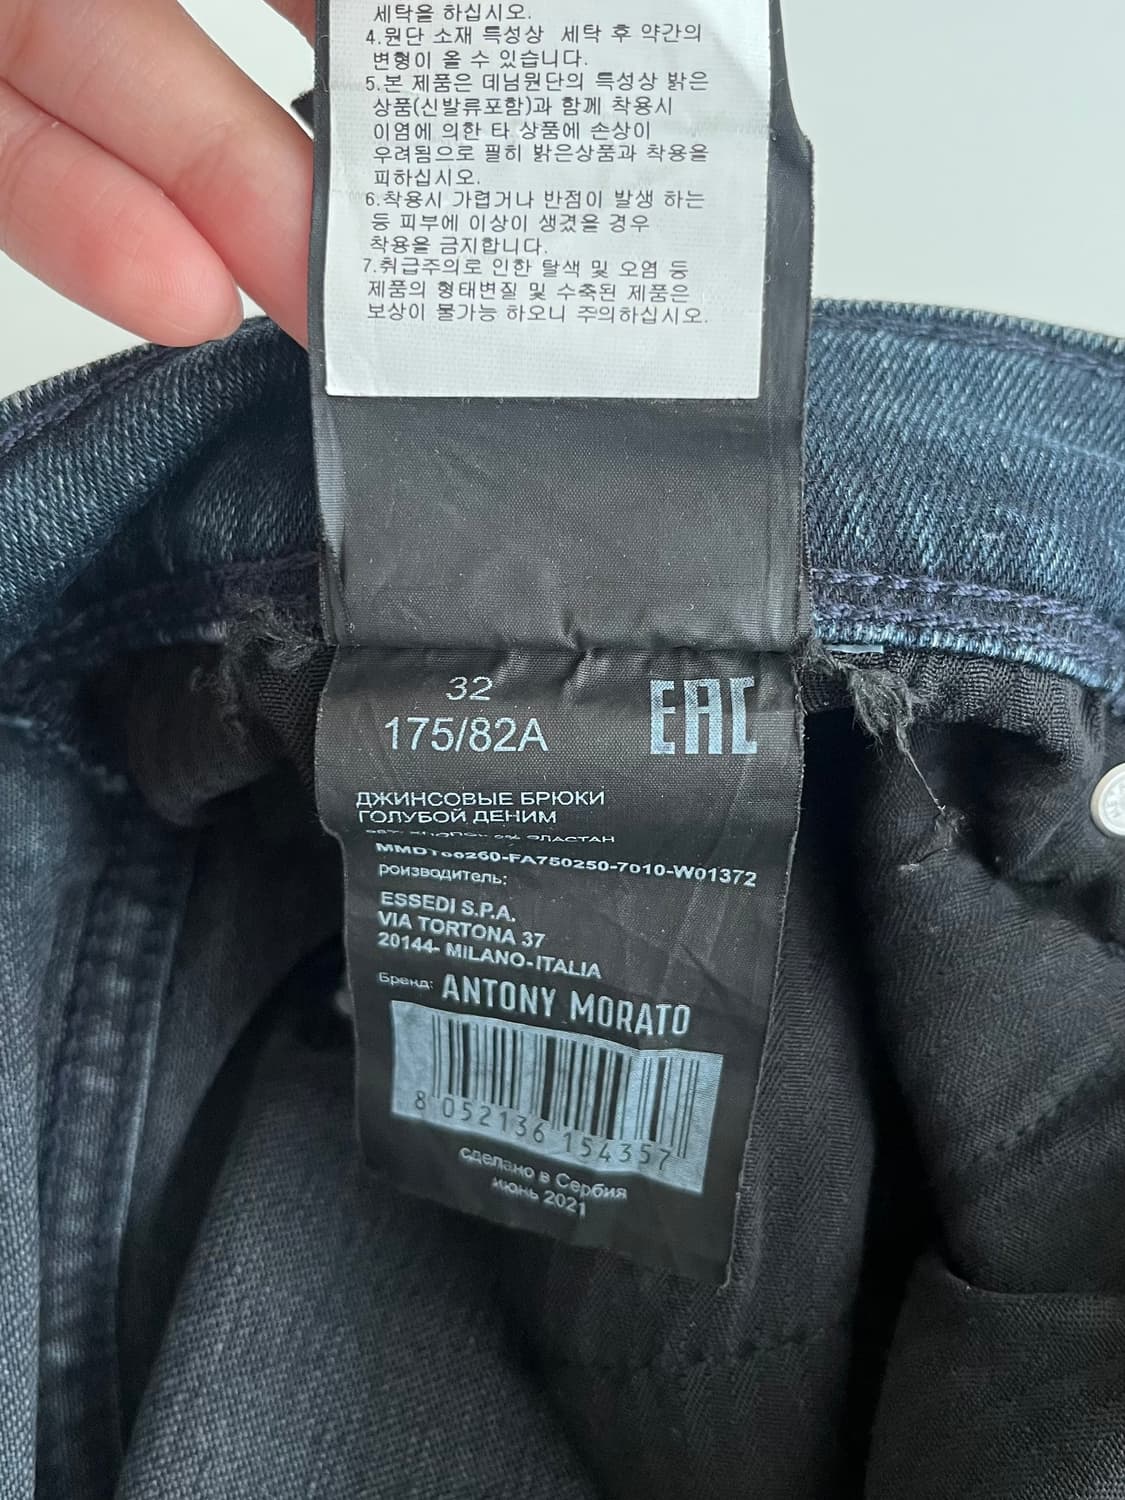 세탁을 하십시오.
4.원단 소재 특성상 세탁 후 약간의
변형이 올 수 있습니다.
5.본 제품은 데님원단의 특성상 밝은
상품(신발류포함)과 함께 착용시
이염에 의한 타 상품에 손상이
우려됨으로 필히 밝은상품과 착용을
피하십시오.
6.착용시 가렵거나 반점이 발생 하는
등 피부에 이상이 생겼을 경우
착용을 금지합니다.
7.취급주의로 인한 탈색 및 오염 등
제품의 형태변질 및 수축된 제품은
보상이 불가능 하오니 주의하십시오.
32
175/82A
EAC
ДЖИНСОВЫЕ БРЮКИ
ГОЛУБОЙ ДЕНИМ
ЭЛАСТАН
MMDT00260-FA750250-7010-W01372
роизводитель:
ESSEDI S.P.A.
VIA TORTONA 37
20144- MILANO-ITALIA
Бренд: ANTONY MORATO
8 052136 154357
сделано в Сербия
июнь 2021